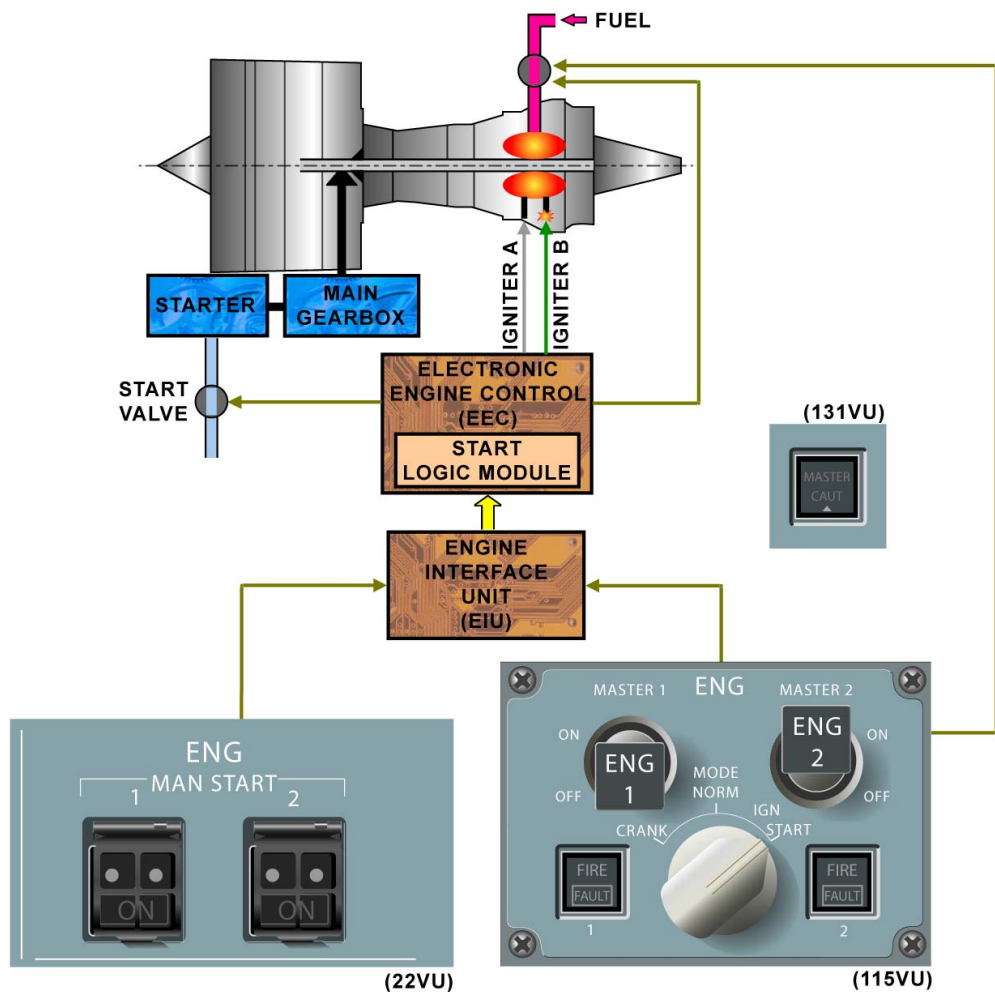 FUEL
IGNITER A
IGNITER B
STARTER
MAIN
GEARBOX
START
VALVE
ELECTRONIC
ENGINE CONTROL
(EEC)
START
LOGIC MODULE
(131VU)
MASTER
CAUT
ENGINE
INTERFACE
UNIT
(EIU)
ENG
MAN START
1 2
ON ON
(22VU)
MASTER 1 ENG MASTER 2
ON ENG 2 ON
OFF ENG 1 OFF
MODE
NORM
CRANK
IGN
START
FIRE
FAULT
1
FIRE
FAULT
2
(115VU)